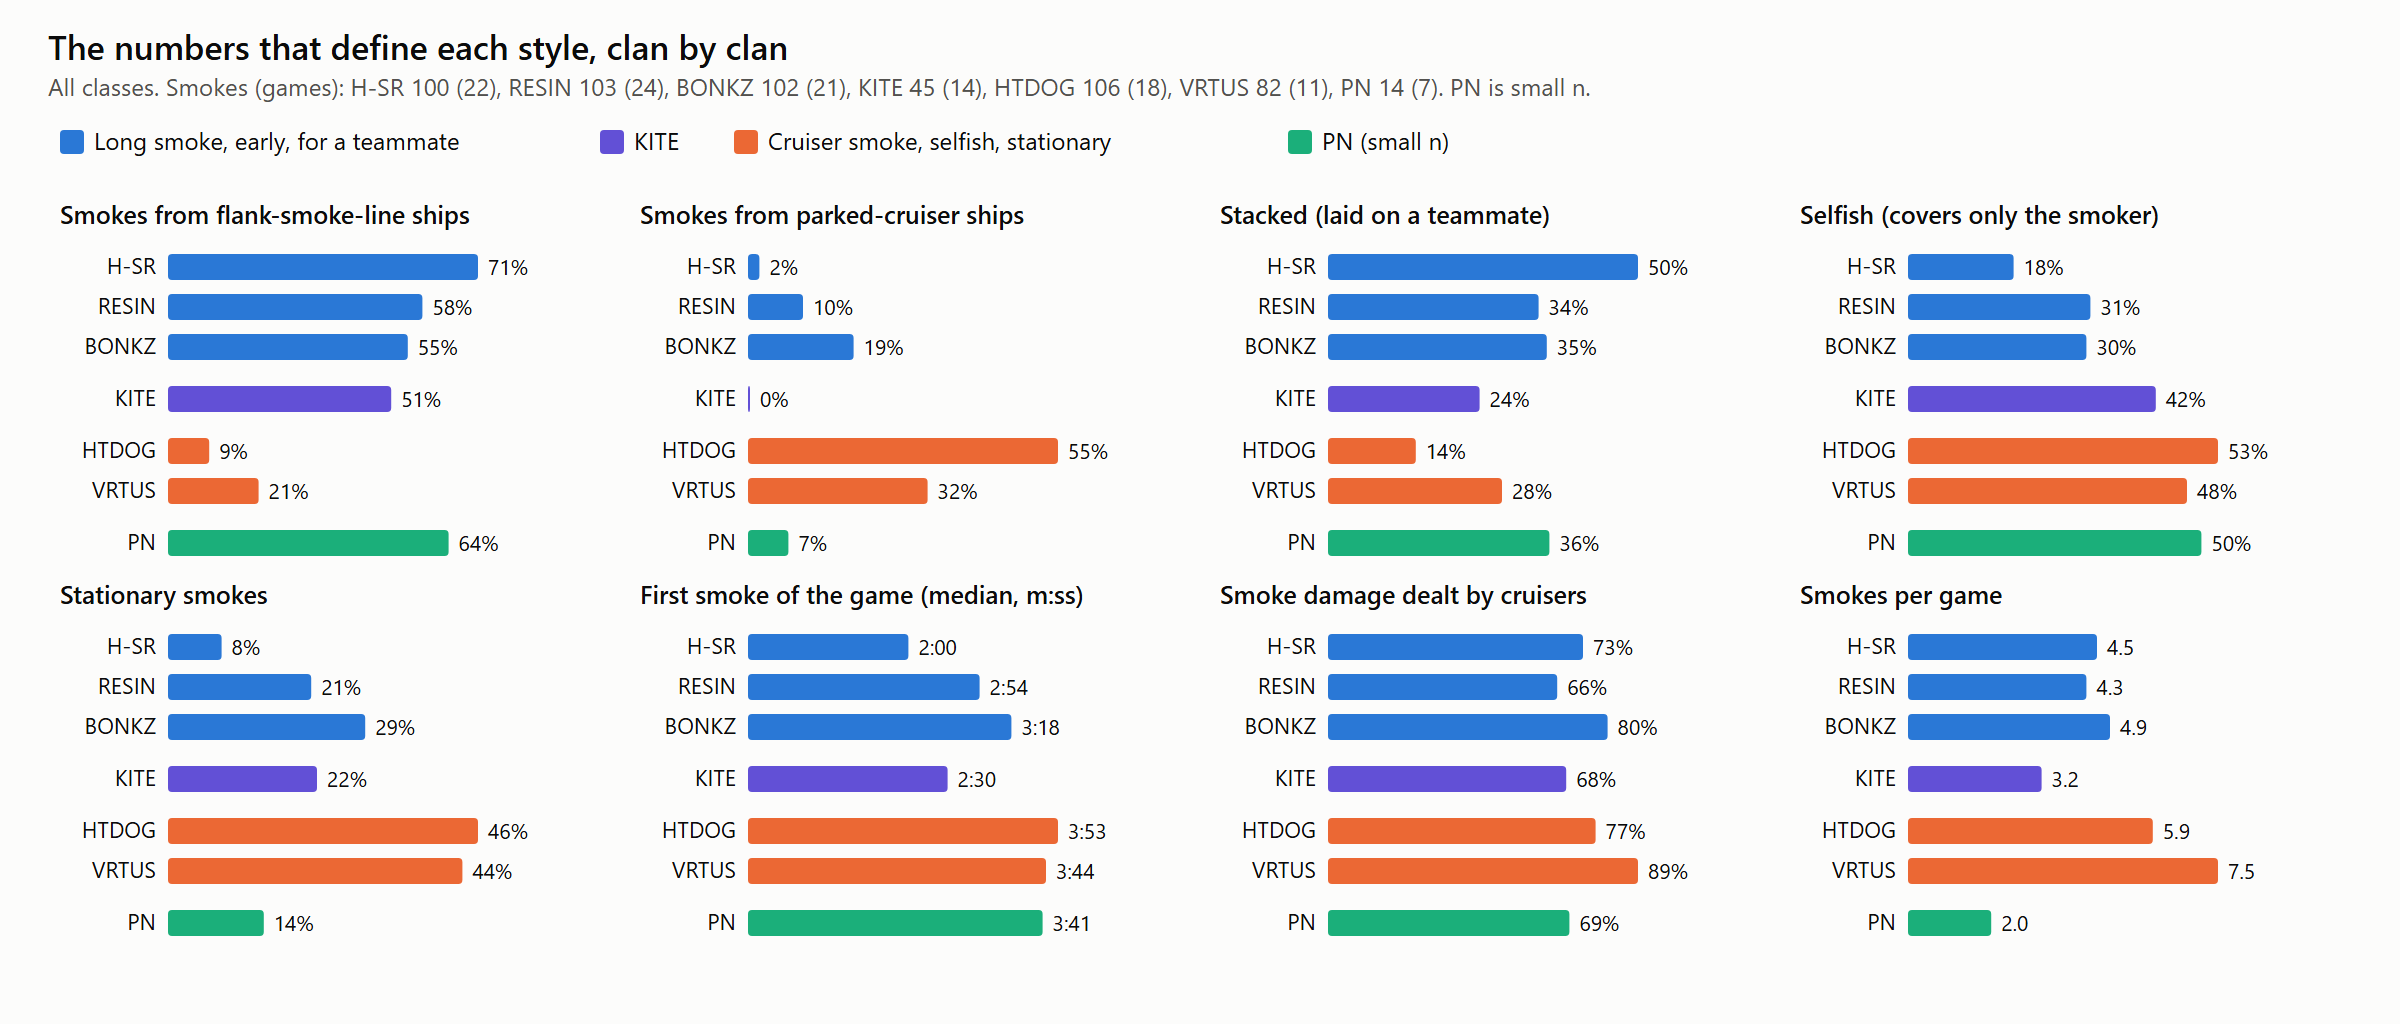 The numbers that define each style, clan by clan
All classes. Smokes (games): H-SR 100 (22), RESIN 103 (24), BONKZ 102 (21), KITE 45 (14), HTDOG 106 (18), VRTUS 82 (11), PN 14 (7). PN is small n.
Long smoke, early, for a teammate
KITE
Cruiser smoke, selfish, stationary
PN (small n)
Smokes from flank-smoke-line ships
H-SR 71%
RESIN 58%
BONKZ 55%
KITE 51%
HTDOG 9%
VRTUS 21%
PN 64%
Smokes from parked-cruiser ships
H-SR 2%
RESIN 10%
BONKZ 19%
KITE 0%
HTDOG 55%
VRTUS 32%
PN 7%
Stacked (laid on a teammate)
H-SR 50%
RESIN 34%
BONKZ 35%
KITE 24%
HTDOG 14%
VRTUS 28%
PN 36%
Selfish (covers only the smoker)
H-SR 18%
RESIN 31%
BONKZ 30%
KITE 42%
HTDOG 53%
VRTUS 48%
PN 50%
Stationary smokes
H-SR 8%
RESIN 21%
BONKZ 29%
KITE 22%
HTDOG 46%
VRTUS 44%
PN 14%
First smoke of the game (median, m:ss)
H-SR 2:00
RESIN 2:54
BONKZ 3:18
KITE 2:30
HTDOG 3:53
VRTUS 3:44
PN 3:41
Smoke damage dealt by cruisers
H-SR 73%
RESIN 66%
BONKZ 80%
KITE 68%
HTDOG 77%
VRTUS 89%
PN 69%
Smokes per game
H-SR 4.5
RESIN 4.3
BONKZ 4.9
KITE 3.2
HTDOG 5.9
VRTUS 7.5
PN 2.0